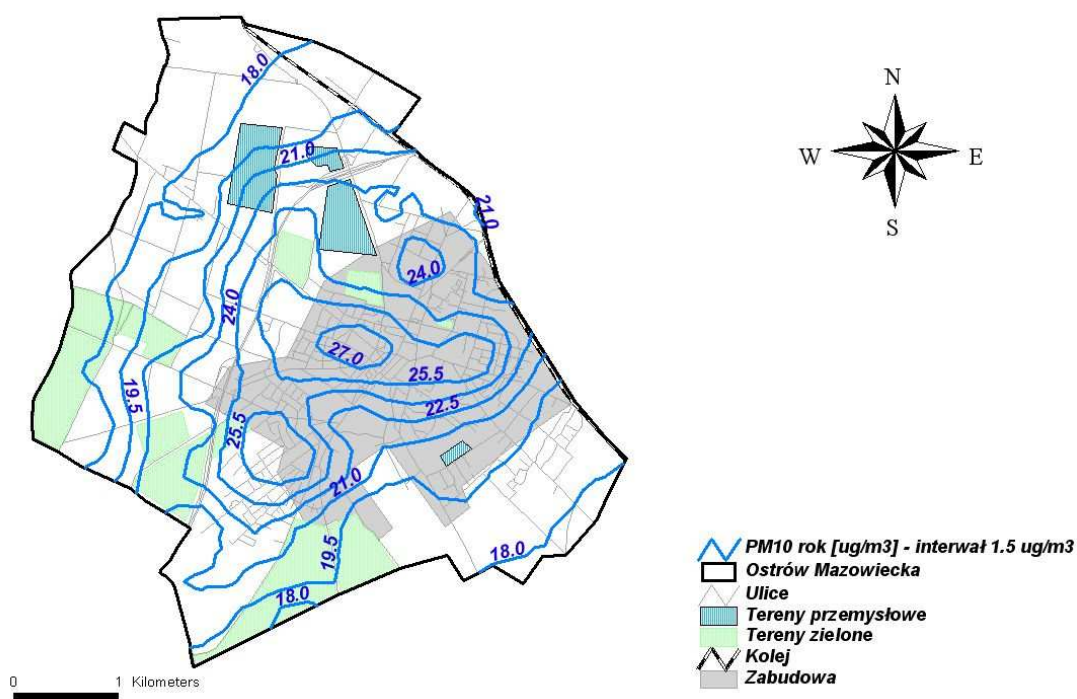 18.0
N
21.0
W
E
21.0
S
24.0
24.0
27.0
19.5
25.5
22.5
25.5
21.0
19.5
18.0
18.0
PM10 rok [ug/m3] - interwał 1.5 ug/m3
Ostrów Mazowiecka
Ulice
Tereny przemysłowe
Tereny zielone
Kolej
Zabudowa
0 1 Kilometers